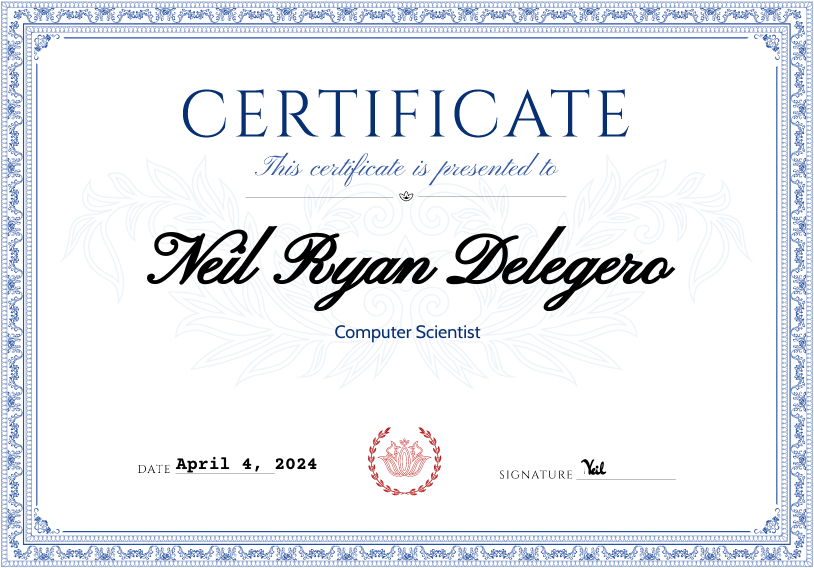 CERTIFICATE
This certificate is presented to
Neil Ryan Delegero
Computer Scientist
DATE April 4, 2024
SIGNATURE Neil